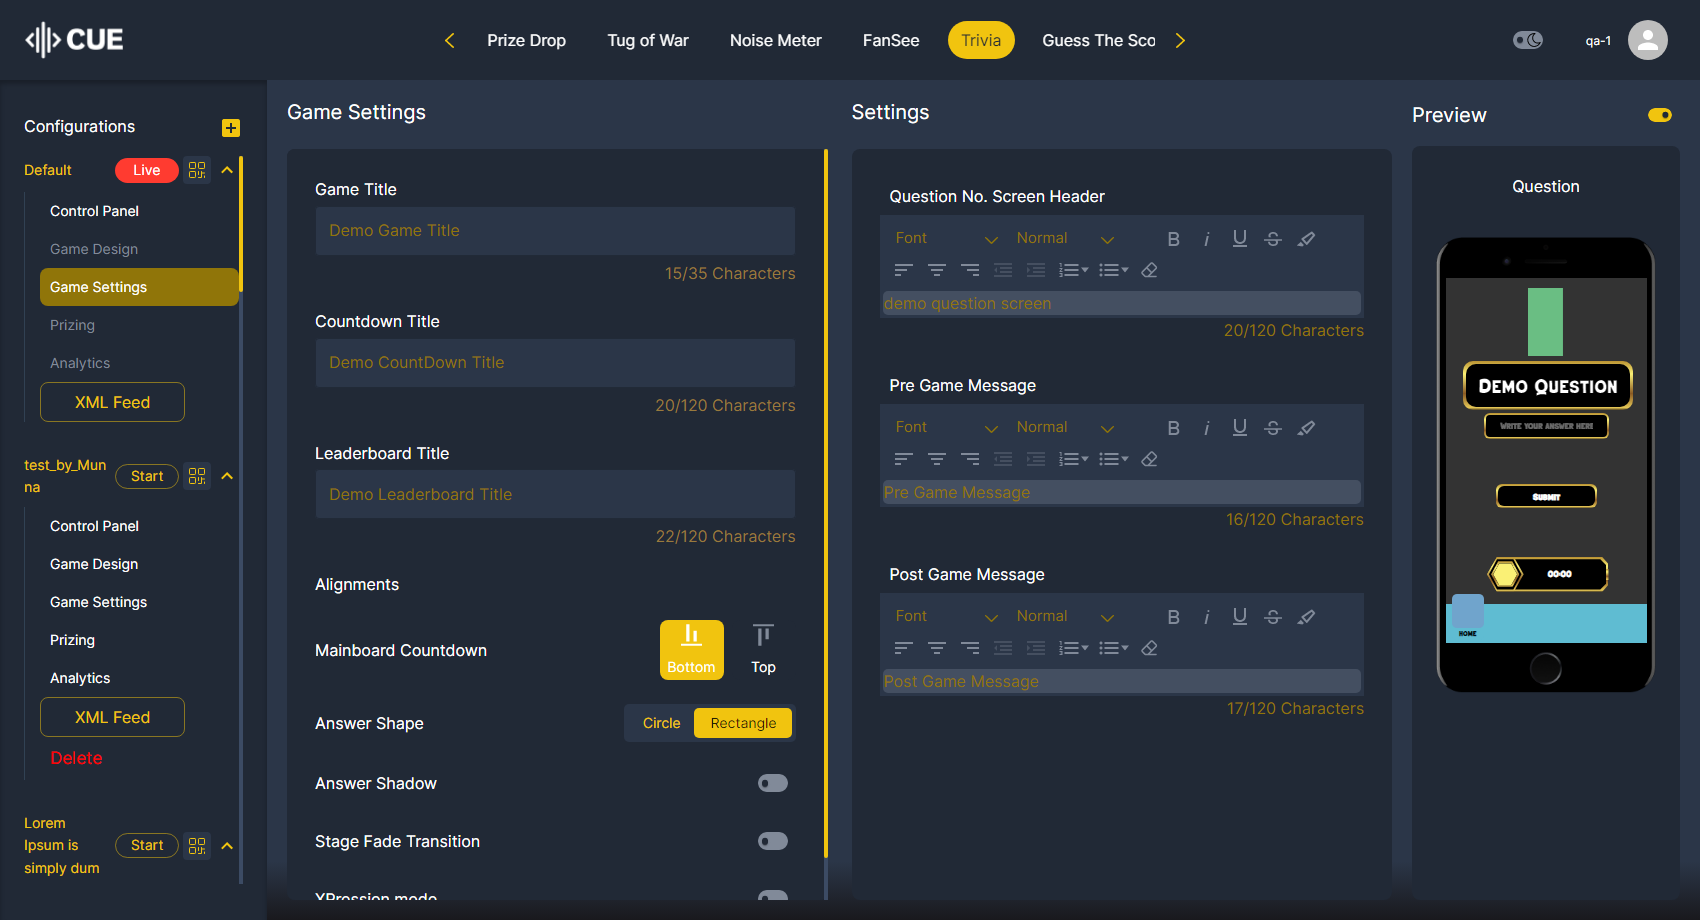 CUE
Prize Drop
Tug of War
Noise Meter
FanSee
Trivia
Guess The Sco
qa-1
Configurations
Default
Live
Control Panel
Game Design
Game Settings
Prizing
Analytics
XML Feed
test_by_Mun
na
Start
Control Panel
Game Design
Game Settings
Prizing
Analytics
XML Feed
Delete
Lorem
Ipsum is
simply dum
Start
Game Settings
Game Title
Demo Game Title
15/35 Characters
Countdown Title
Demo CountDown Title
20/120 Characters
Leaderboard Title
Demo Leaderboard Title
22/120 Characters
Alignments
Mainboard Countdown
Bottom
Top
Answer Shape
Circle
Rectangle
Answer Shadow
Stage Fade Transition
XPression mode
Settings
Question No. Screen Header
Font
Normal
demo question screen
20/120 Characters
Pre Game Message
Font
Normal
Pre Game Message
16/120 Characters
Post Game Message
Font
Normal
Post Game Message
17/120 Characters
Preview
Question
Demo Question
WRITE YOUR ANSWER HERE
SUBMIT
00:00
HOME